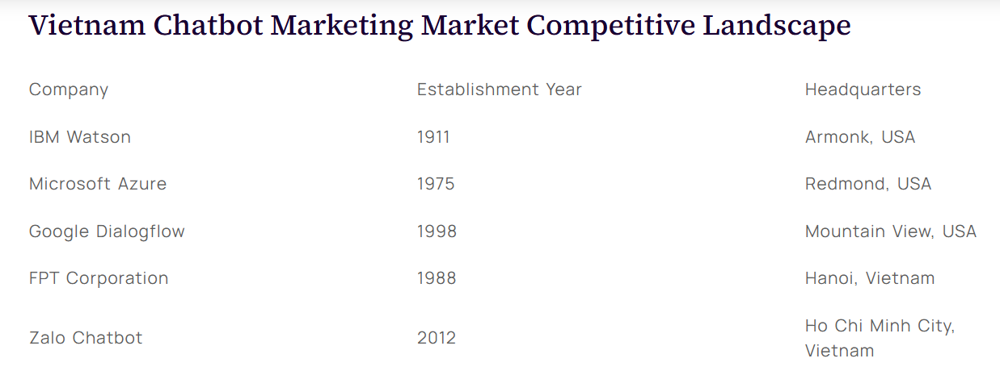 Vietnam Chatbot Marketing Market Competitive Landscape
Company Establishment Year Headquarters
IBM Watson 1911 Armonk, USA
Microsoft Azure 1975 Redmond, USA
Google Dialogflow 1998 Mountain View, USA
FPT Corporation 1988 Hanoi, Vietnam
Zalo Chatbot 2012 Ho Chi Minh City,
Vietnam